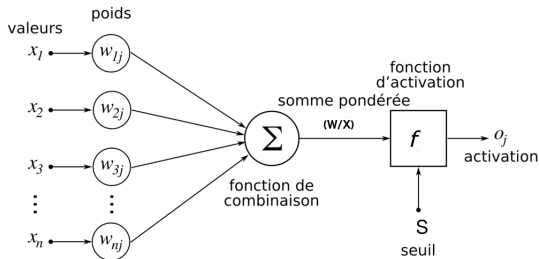 valeurs
poids
x1
w1j
x2
w2j
x3
w3j
xn
wnj
Σ
fonction de
combinaison
somme pondérée
(W/X)
fonction
d'activation
f
oj
activation
S
seuil